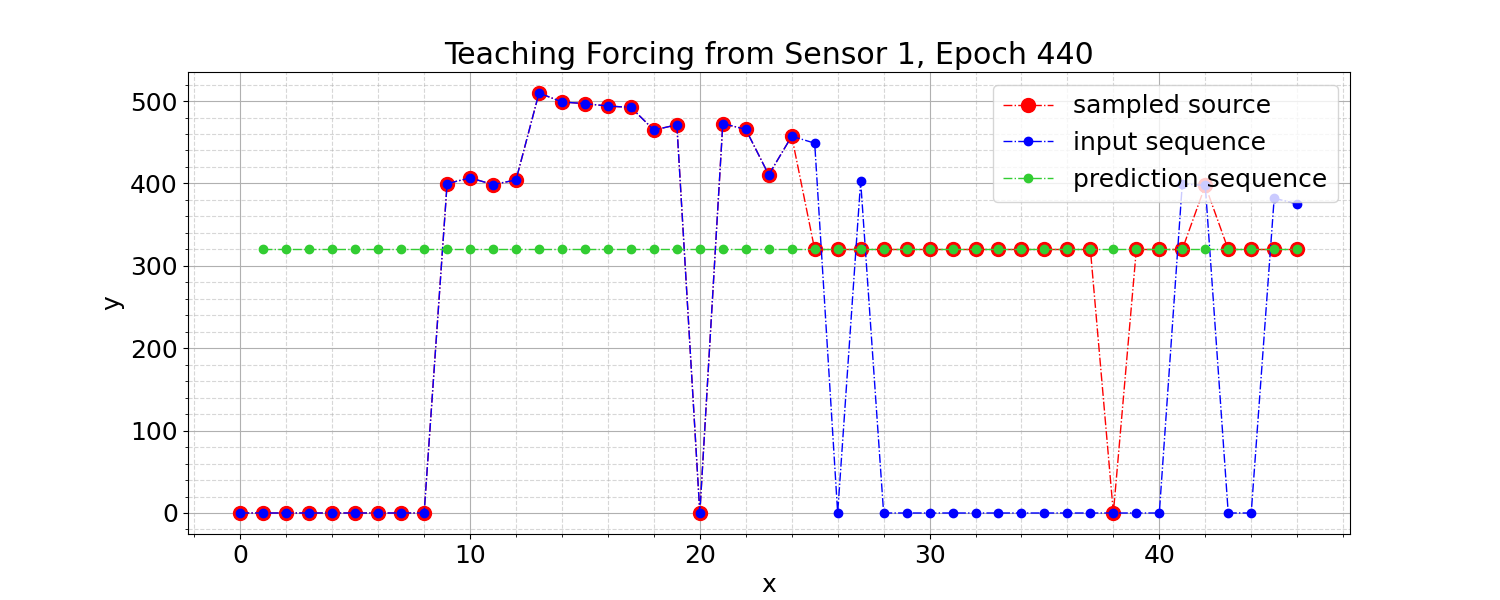 Teaching Forcing from Sensor 1, Epoch 440
500
400
300
200
100
0
y
sampled source
input sequence
prediction sequence
0 10 20 30 40
x